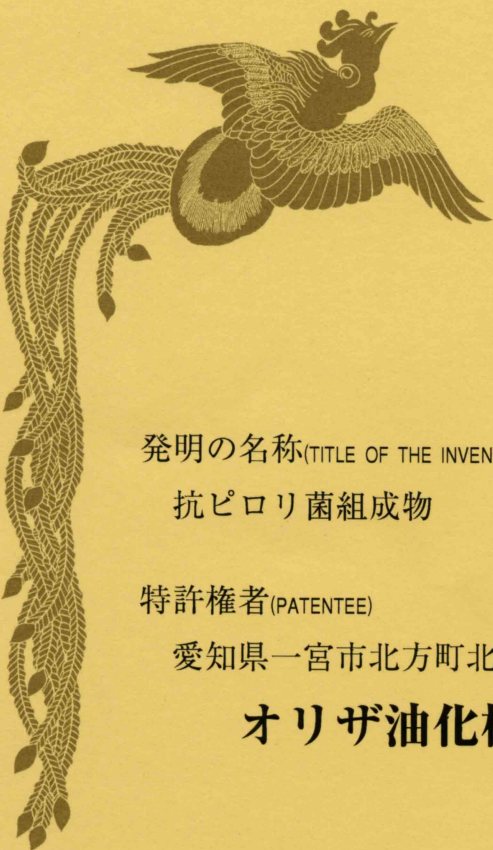 発明の名称(TITLE OF THE INVEN
抗ピロリ菌組成物
特許権者(PATENTEE)
愛知県一宮市北方町北
オリザ油化